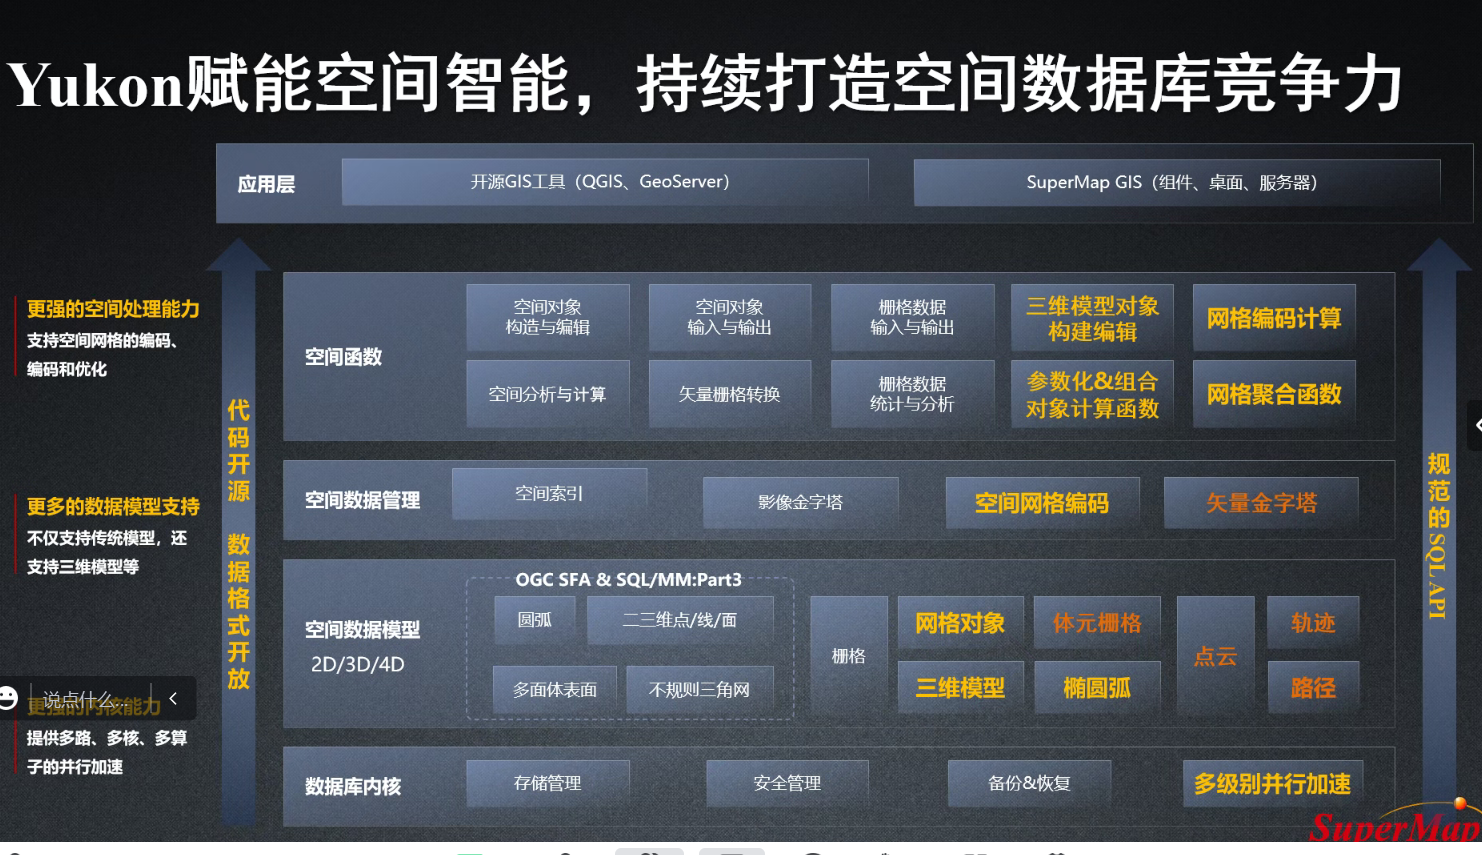 Yukon赋能空间智能，持续打造空间数据库竞争力
应用层
开源GIS工具（QGIS、GeoServer）
SuperMap GIS（组件、桌面、服务器）
更强的空间处理能力
支持空间网格的编码、
编码和优化
更多的数据模型支持
不仅支持传统模型，还
支持三维模型等
说点什么...
更强的内核能力
提供多路、多核、多算
子的并行加速
代码开源 数据格式开放
空间函数
空间对象
构造与编辑
空间对象
输入与输出
栅格数据
输入与输出
三维模型对象
构建编辑
网格编码计算
空间分析与计算
矢量栅格转换
栅格数据
统计与分析
参数化&组合
对象计算函数
网格聚合函数
空间数据管理
空间索引
影像金字塔
空间网格编码
矢量金字塔
空间数据模型
2D/3D/4D
OGC SFA & SQL/MM:Part3
圆弧
二三维点/线/面
多面体表面
不规则三角网
栅格
网格对象
体元栅格
三维模型
椭圆弧
点云
轨迹
路径
数据库内核
存储管理
安全管理
备份&恢复
多级别并行加速
规范的SQL API
SuperMap